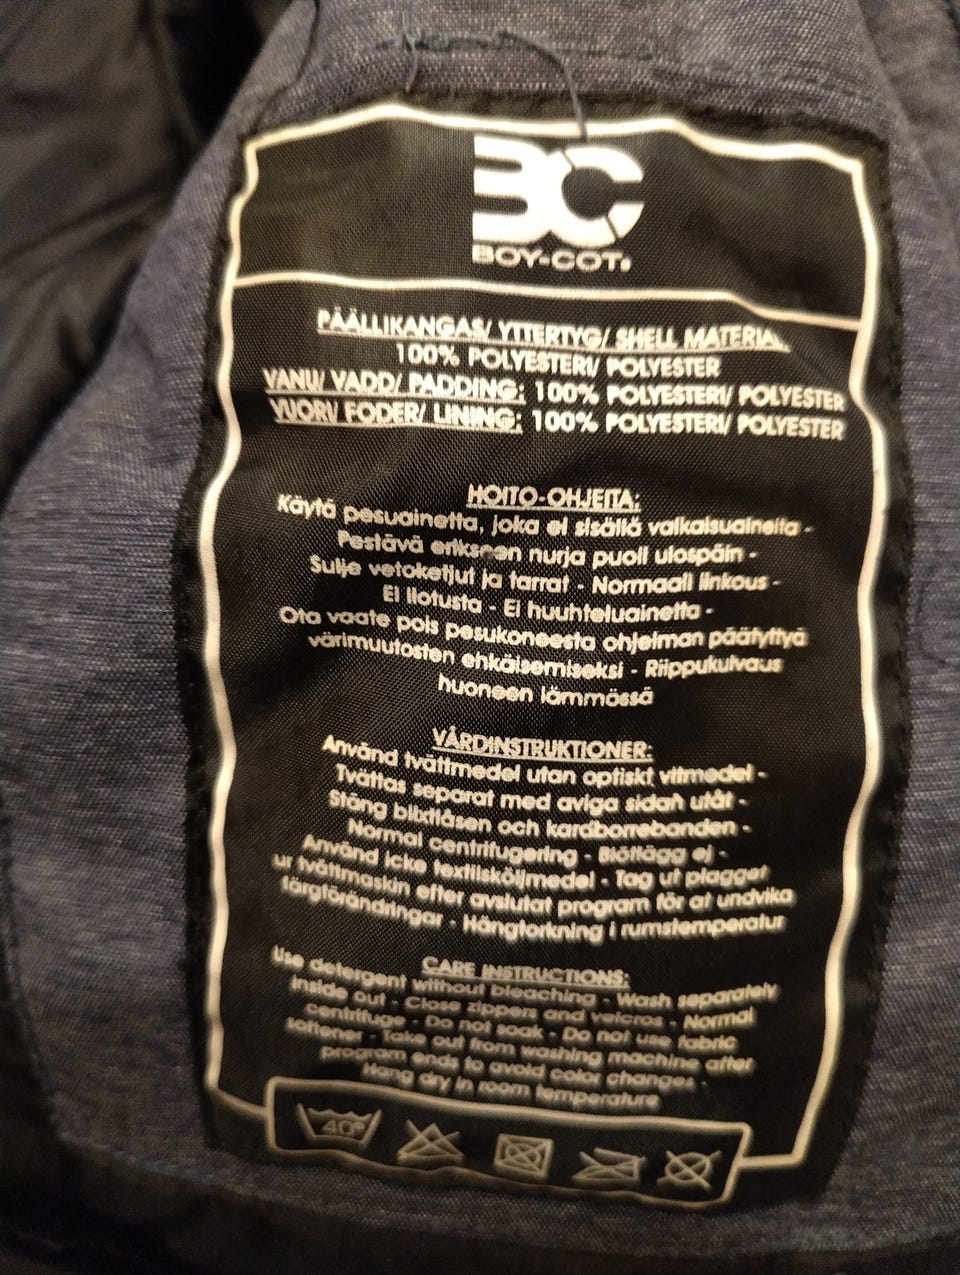 BC
BOY-COT
PÄÄLLIKANGAS/ YTTERTYG/ SHELL MATERIAL
100% POLYESTERI/ POLYESTER
VANU/ VADD/ PADDING: 100% POLYESTERI/ POLYESTER
VUORI/ FODER/ LINING: 100% POLYESTERI/ POLYESTER
HOITO-OHJEITA:
Käytä pesuainetta, joka ei sisällä valkaisuaineita -
Pestävä erikseen nurja puoli ulospäin -
Sulje vetoketjut ja tarrat - Normaali linkous -
Ei liotusta - Ei huuhteluainetta -
Ota vaate pois pesukoneesta ohjelman päätyttyä
värimuutosten ehkäisemiseksi - Riippukuivaus
huoneen lämmössä
VÅRDINSTRUKTIONER:
Använd tvättmedel utan optiskt vitmedel -
Tvättas separat med aviga sidan utåt -
Stäng blixtlåsen och kardborrebanden -
Normal centrifugering - Blötlägg ej -
Använd icke textilsköljmedel - Tag ut plagget
ur tvättmaskin efter avslutat program för at undvika
färgförändringar - Hängtorkning i rumstemperatur
CARE INSTRUCTIONS:
Use detergent without bleaching - Wash separately
inside out - Close zippers and velcros - Normal
centrifuge - Do not soak - Do not use fabric
softener - Take out from washing machine after
program ends to avoid color changes -
Hang dry in room temperature
40°